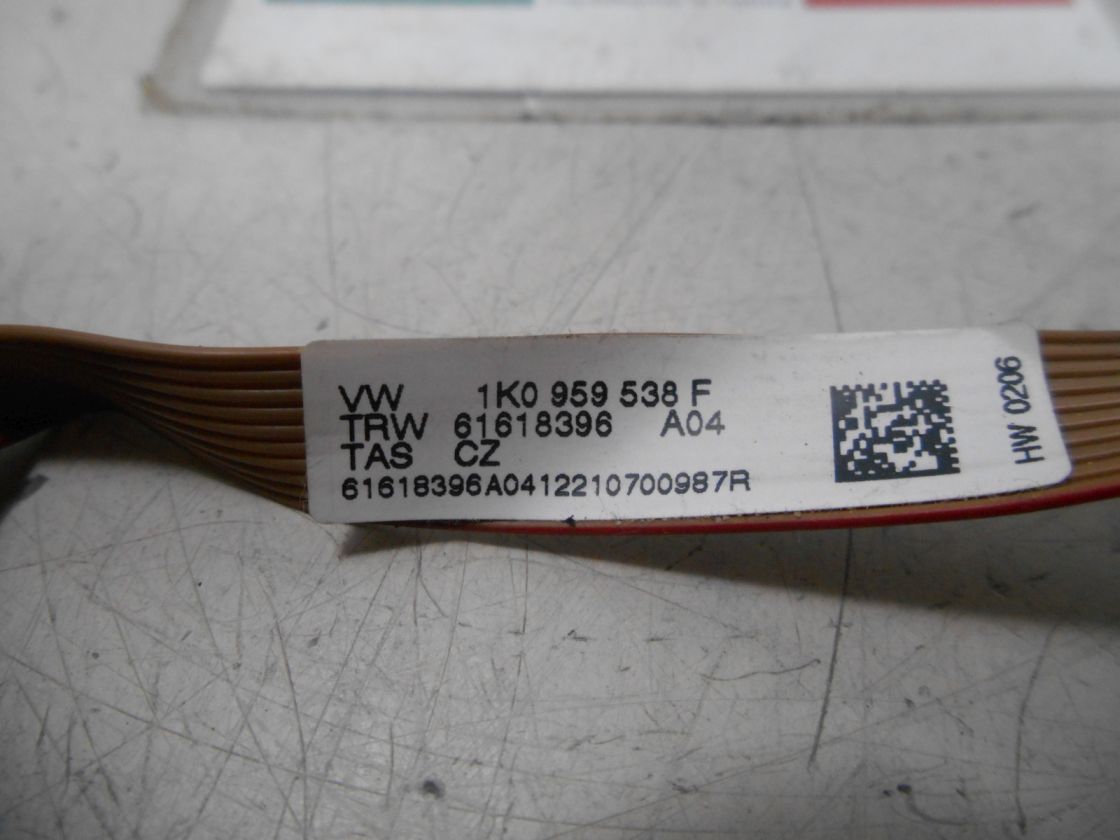 VW 1K0 959 538 F
TRW 61618396 A04
TAS CZ
61618396A0412210700987R
HW 0206